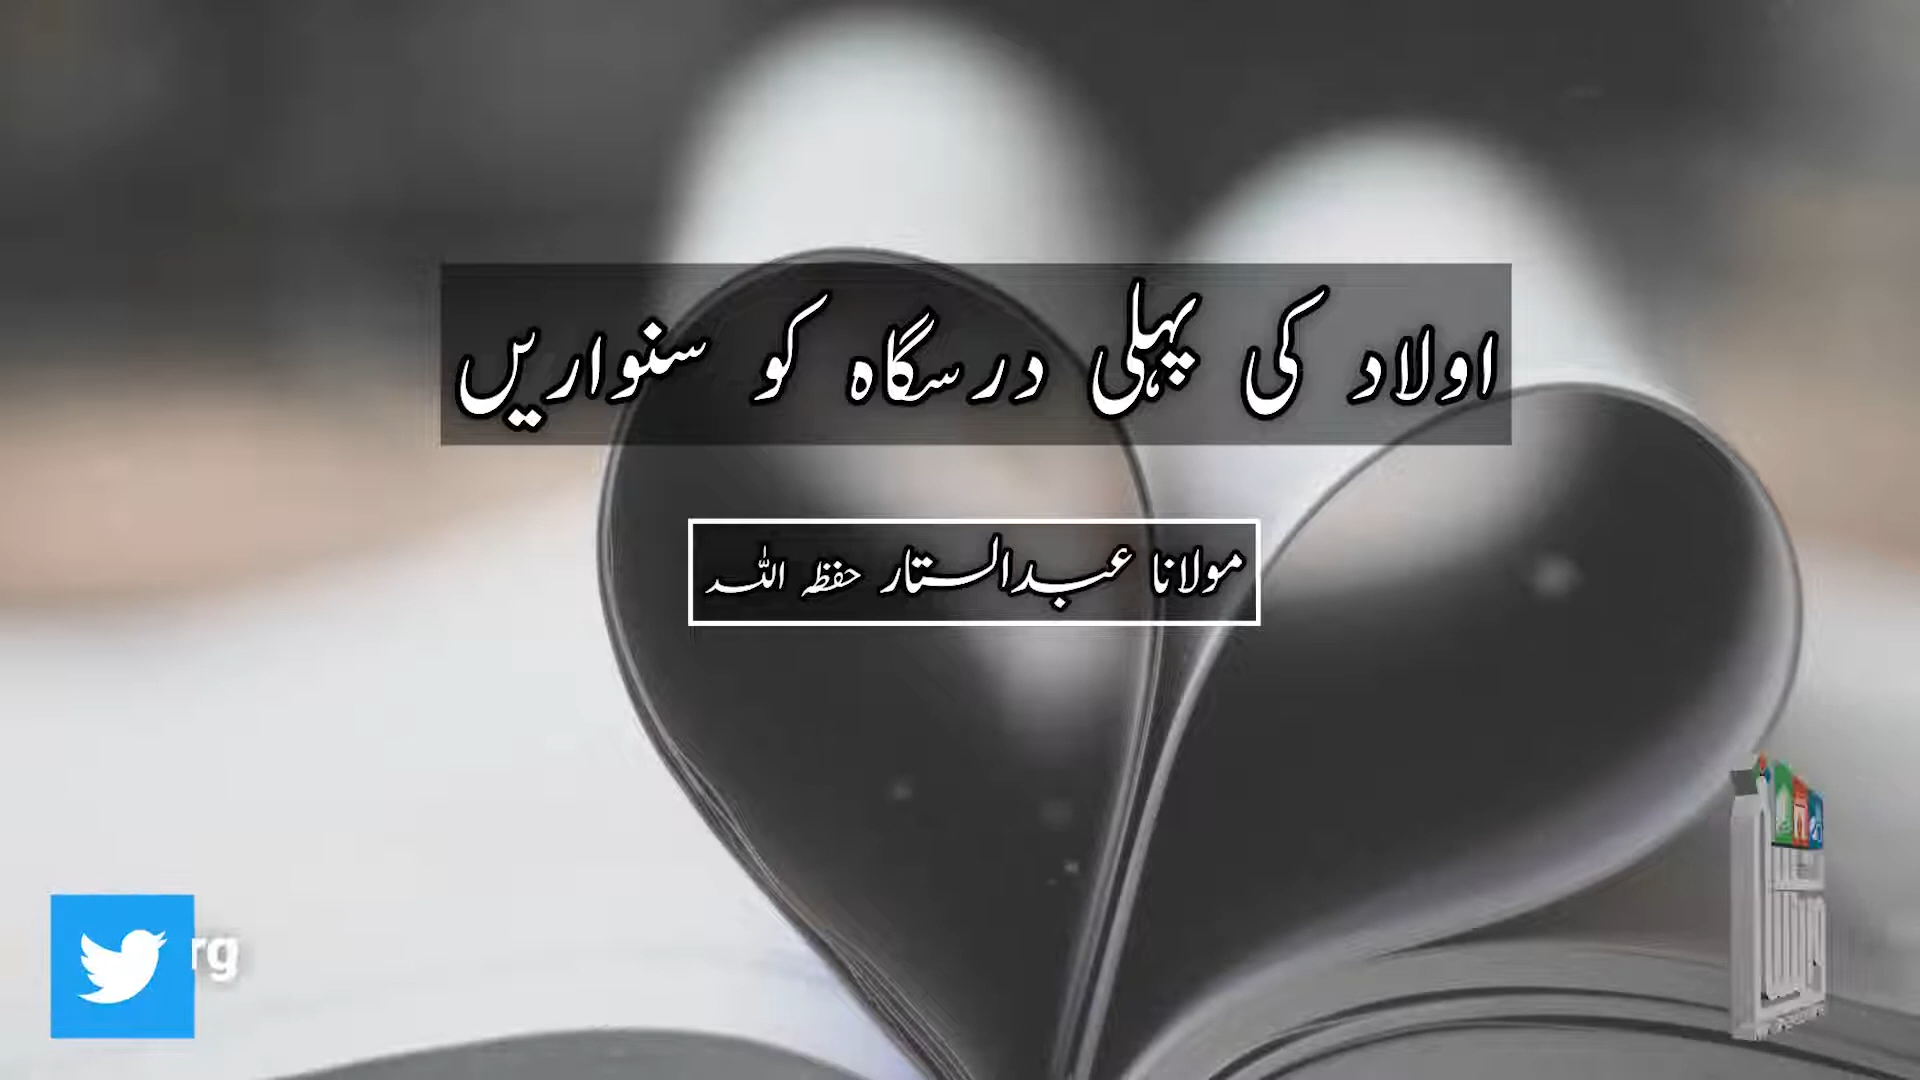 اولاد کی پہلی درسگاہ کو سنواریں
مولانا عبدالستار حفظہ اللہ
rg